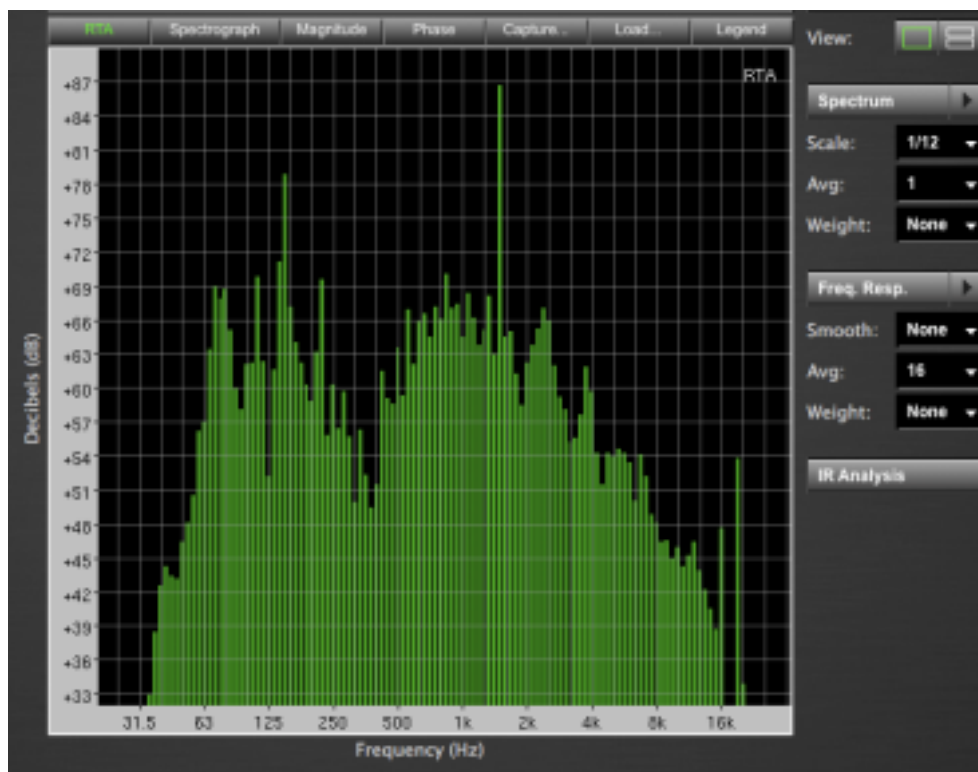 RTA Spectrograph Magnitude Phase Capture... Load... Legend
View:
RTA
+87
+84
+81
+78
+75
+72
+69
+66
+63
+60
+57
+54
+51
+48
+45
+42
+39
+36
+33
Decibels (dB)
31.5 63 125 250 500 1k 2k 4k 8k 16k
Frequency (Hz)
Spectrum
Scale: 1/12
Avg: 1
Weight: None
Freq. Resp.
Smooth: None
Avg: 16
Weight: None
IR Analysis